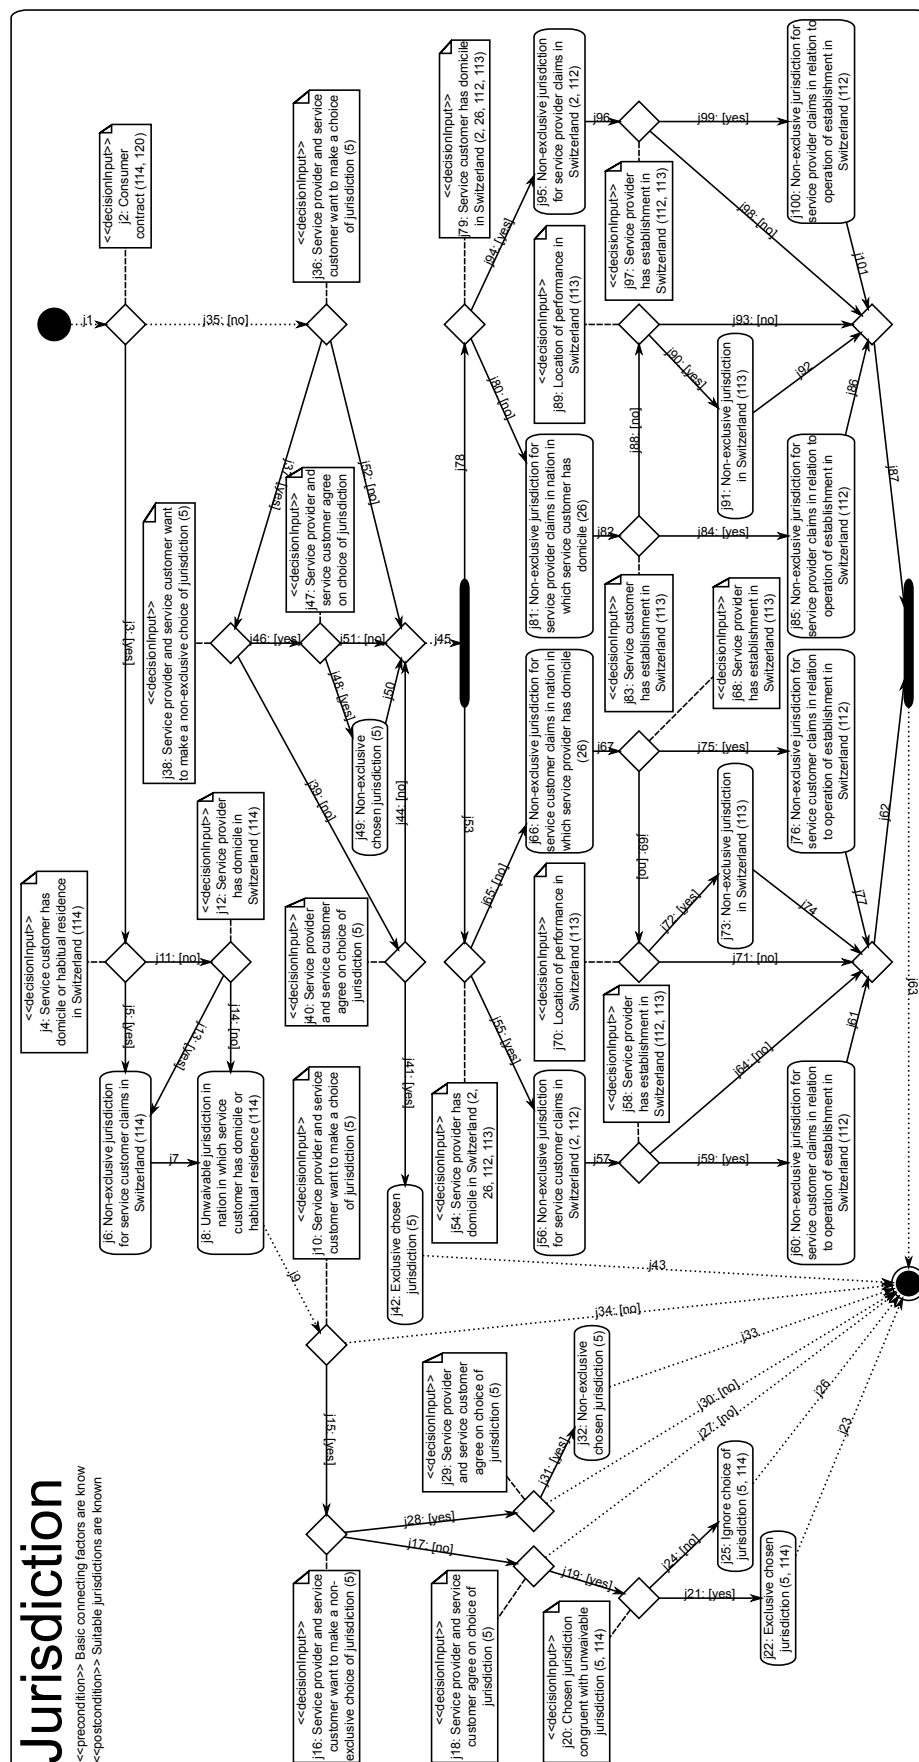 Jurisdiction
<<precondition>> Basic connecting factors are know
<<postcondition>> Suitable jurisdictions are known
j1
<<decisionInput>>
j2: Consumer
contract (114, 120)
j3: [yes]
<<decisionInput>>
j4: Service customer has
domicile or habitual residence
in Switzerland (114)
j5: [yes]
j6: Non-exclusive jurisdiction
for service customer claims in
Switzerland (114)
j7
j8: Unwaivable jurisdiction in
nation in which service
customer has domicile or
habitual residence (114)
j9
<<decisionInput>>
j10: Service provider and service
customer want to make a choice
of jurisdiction (5)
j11: [no]
<<decisionInput>>
j12: Service provider
has domicile in
Switzerland (114)
j13: [yes]
j14: [no]
j15: [yes]
<<decisionInput>>
j16: Service provider and service
customer want to make a non-
exclusive choice of jurisdiction (5)
j17: [no]
<<decisionInput>>
j18: Service provider and service
customer agree on choice of
jurisdiction (5)
j19: [yes]
<<decisionInput>>
j20: Chosen jurisdiction
congruent with unwaivable
jurisdiction (5, 114)
j21: [yes]
j22: Exclusive chosen
jurisdiction (5, 114)
j23
j24: [no]
j25: Ignore choice of
jurisdiction (5, 114)
j26
j27: [no]
j28: [yes]
<<decisionInput>>
j29: Service provider
and service customer
agree on choice of
jurisdiction (5)
j30: [no]
j31: [yes]
j32: Non-exclusive
chosen jurisdiction (5)
j33
j34: [no]
j35: [no]
<<decisionInput>>
j36: Service provider and service
customer want to make a choice
of jurisdiction (5)
j37: [yes]
<<decisionInput>>
j38: Service provider and service customer want
to make a non-exclusive choice of jurisdiction (5)
j39: [no]
<<decisionInput>>
j40: Service provider
and service customer
agree on choice of
jurisdiction (5)
j41: [yes]
j42: Exclusive chosen
jurisdiction (5)
j43
j44: [no]
j45
j46: [yes]
<<decisionInput>>
j47: Service provider and
service customer agree
on choice of jurisdiction
j48: [yes]
j49: Non-exclusive
chosen jurisdiction (5)
j50
j51: [no]
j52: [no]
j53
<<decisionInput>>
j54: Service provider has
domicile in Switzerland (2,
26, 112, 113)
j55: [yes]
j56: Non-exclusive jurisdiction
for service customer claims in
Switzerland (2, 112)
j57
<<decisionInput>>
j58: Service provider
has establishment in
Switzerland (112, 113)
j59: [yes]
j60: Non-exclusive jurisdiction for
service customer claims in relation
to operation of establishment in
Switzerland (112)
j61
j62
j63
j64: [no]
j65: [no]
j66: Non-exclusive jurisdiction for
service customer claims in nation in
which service provider has domicile
(26)
j67
<<decisionInput>>
j68: Service provider
has establishment in
Switzerland (113)
j69: [no]
<<decisionInput>>
j70: Location of performance in
Switzerland (113)
j71: [no]
j72: [yes]
j73: Non-exclusive jurisdiction
in Switzerland (113)
j74
j75: [yes]
j76: Non-exclusive jurisdiction for
service customer claims in relation
to operation of establishment in
Switzerland (112)
j77
j78
<<decisionInput>>
j79: Service customer has domicile
in Switzerland (2, 26, 112, 113)
j80: [no]
j81: Non-exclusive jurisdiction for
service provider claims in nation in
which service customer has
domicile (26)
j82
<<decisionInput>>
j83: Service customer
has establishment in
Switzerland (113)
j84: [yes]
j85: Non-exclusive jurisdiction for
service provider claims in relation to
operation of establishment in
Switzerland (112)
j86
j87
j88: [no]
<<decisionInput>>
j89: Location of performance in
Switzerland (113)
j90: [yes]
j91: Non-exclusive jurisdiction
in Switzerland (113)
j92
j93: [no]
j94: [yes]
j95: Non-exclusive jurisdiction
for service provider claims in
Switzerland (2, 112)
j96
<<decisionInput>>
j97: Service provider
has establishment in
Switzerland (112, 113)
j98: [no]
j99: [yes]
j100: Non-exclusive jurisdiction for
service provider claims in relation to
operation of establishment in
Switzerland (112)
j101